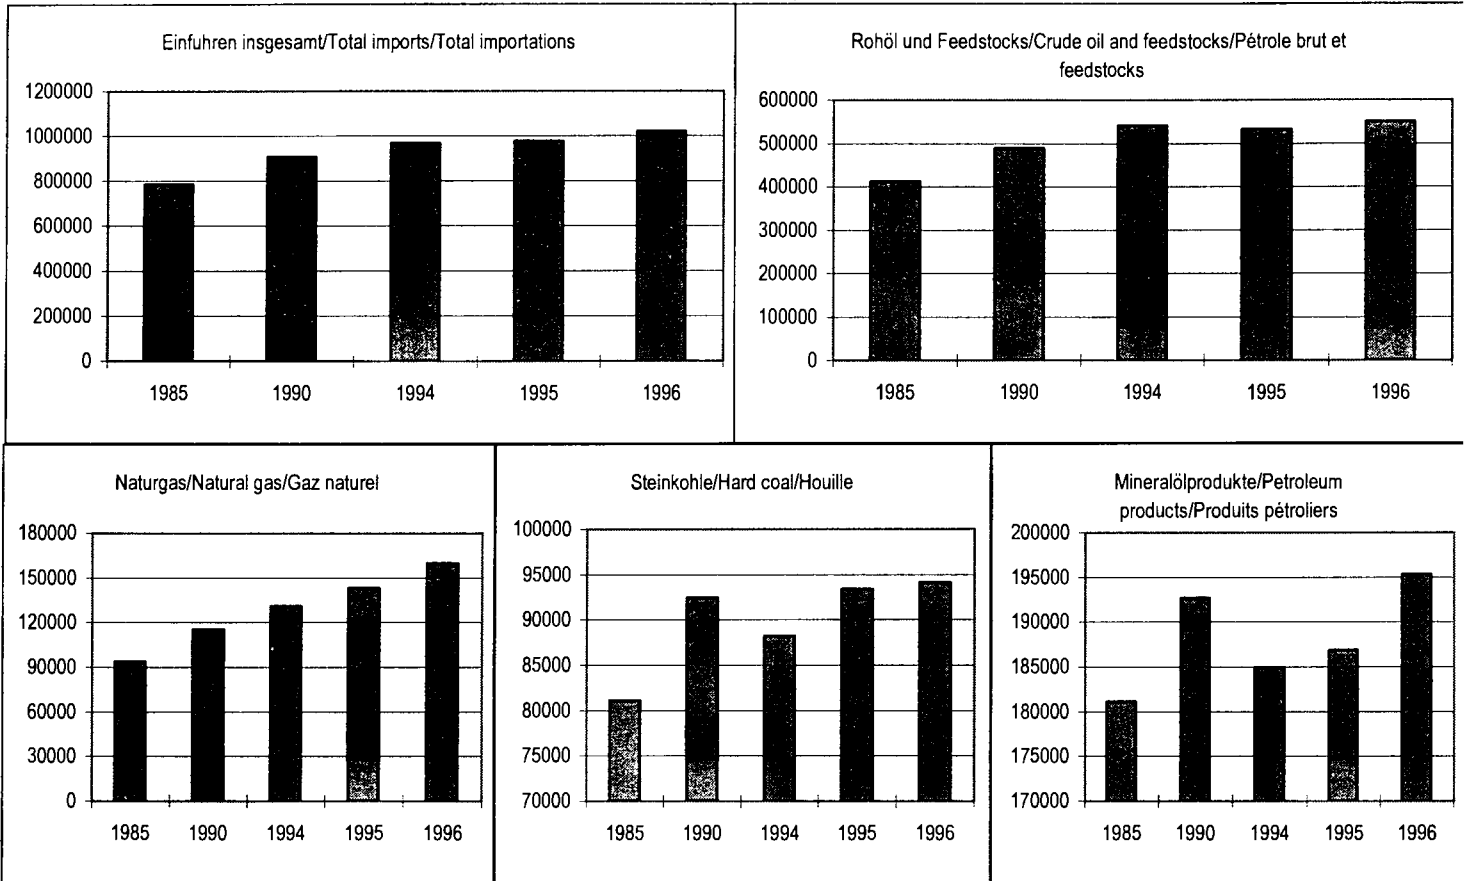 Einfuhren insgesamt/Total imports/Total importations
1200000
1000000
800000
600000
400000
200000
0
1985 1990 1994 1995 1996
Rohöl und Feedstocks/Crude oil and feedstocks/Pétrole brut et
feedstocks
600000
500000
400000
300000
200000
100000
0
1985 1990 1994 1995 1996
Naturgas/Natural gas/Gaz naturel
180000
150000
120000
90000
60000
30000
0
1985 1990 1994 1995 1996
Steinkohle/Hard coal/Houille
100000
95000
90000
85000
80000
75000
70000
1985 1990 1994 1995 1996
Mineralölprodukte/Petroleum
products/Produits pétroliers
200000
195000
190000
185000
180000
175000
170000
1985 1990 1994 1995 1996